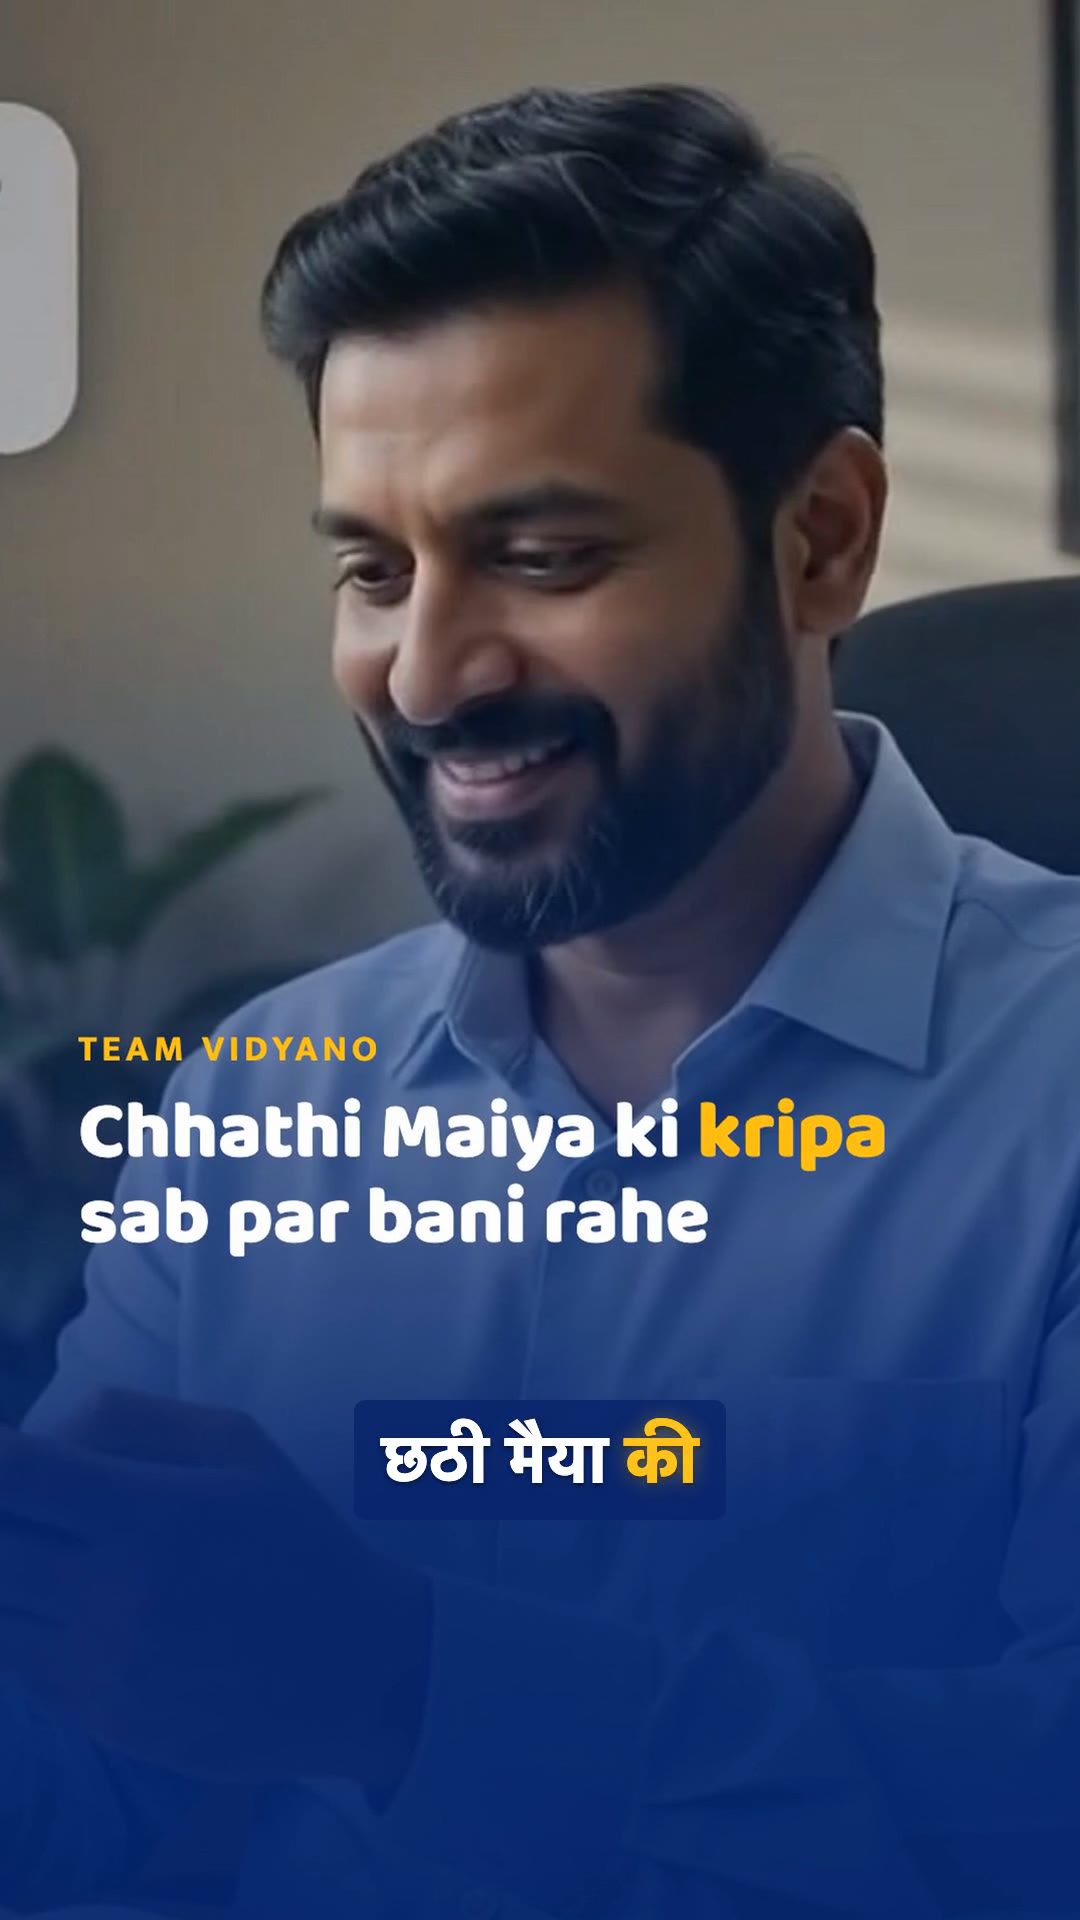 TEAM VIDYANO
Chhathi Maiya ki kripa
sab par bani rahe
छठी मैया की